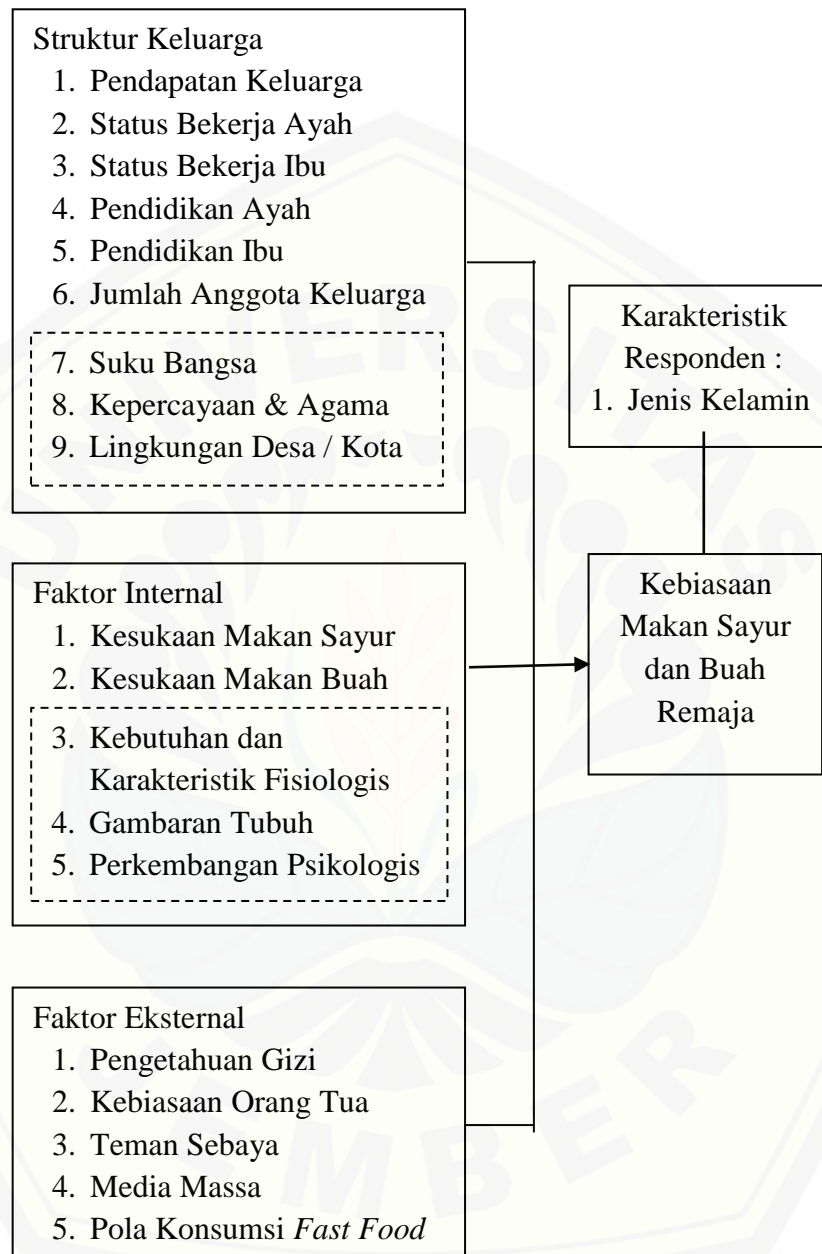 Struktur Keluarga
1. Pendapatan Keluarga
2. Status Bekerja Ayah
3. Status Bekerja Ibu
4. Pendidikan Ayah
5. Pendidikan Ibu
6. Jumlah Anggota Keluarga
7. Suku Bangsa
8. Kepercayaan & Agama
9. Lingkungan Desa / Kota
Karakteristik
Responden :
1. Jenis Kelamin
Faktor Internal
1. Kesukaan Makan Sayur
2. Kesukaan Makan Buah
3. Kebutuhan dan
Karakteristik Fisiologis
4. Gambaran Tubuh
5. Perkembangan Psikologis
Kebiasaan
Makan Sayur
dan Buah
Remaja
Faktor Eksternal
1. Pengetahuan Gizi
2. Kebiasaan Orang Tua
3. Teman Sebaya
4. Media Massa
5. Pola Konsumsi Fast Food
UNIVERSITAS
EMBER